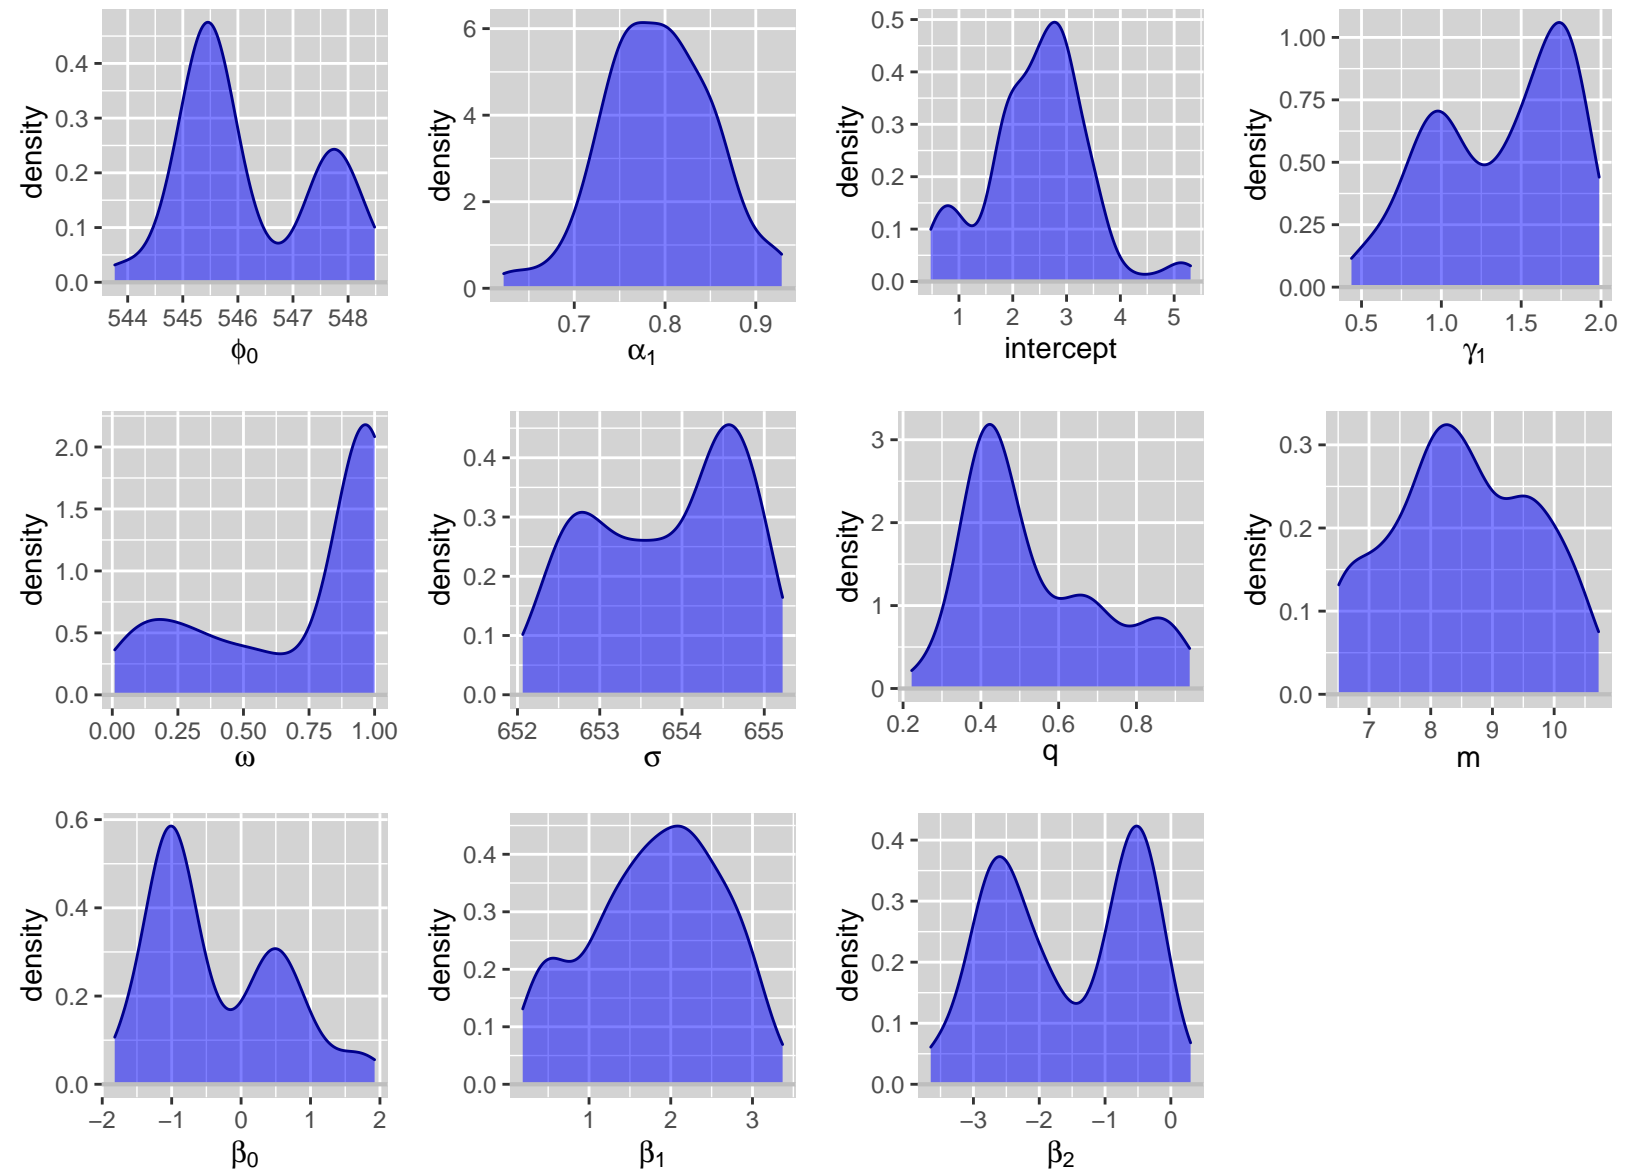 density
0.4
0.3
0.2
0.1
0.0
544 545 546 547 548
ϕ0
density
6
4
2
0
0.7 0.8 0.9
α1
density
0.5
0.4
0.3
0.2
0.1
0.0
1 2 3 4 5
intercept
density
1.00
0.75
0.50
0.25
0.00
0.5 1.0 1.5 2.0
γ1
density
2.0
1.5
1.0
0.5
0.0
0.00 0.25 0.50 0.75 1.00
ω
density
0.4
0.3
0.2
0.1
0.0
652 653 654 655
σ
density
3
2
1
0
0.2 0.4 0.6 0.8
q
density
0.3
0.2
0.1
0.0
7 8 9 10
m
density
0.6
0.4
0.2
0.0
−2 −1 0 1 2
β0
density
0.4
0.3
0.2
0.1
0.0
1 2 3
β1
density
0.4
0.3
0.2
0.1
0.0
−3 −2 −1 0
β2